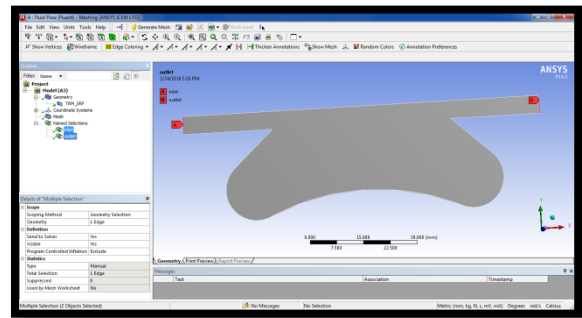 A : Fluid Flow (Fluent) - Meshing [ANSYS ICEM CFD]
File Edit View Units Tools Help
Generate Mesh
Worksheet
Show Vertices Wireframe Edge Coloring Thicken Annotations Show Mesh Random Colors Annotation Preferences
Outline
Filter: Name
Project
Model (A3)
Geometry
Coordinate Systems
Mesh
Named Selections
inlet
outlet
outlet
A inlet
B outlet
A
B
ANSYS
Y
X
0.000 15.000 30.000 (mm)
7.500 22.500
Geometry Print Preview Report Preview
Details of "Multiple Selection"
Scope
Scoping Method Geometry Selection
Geometry 1 Edge
Definition
Send to Solver Yes
Visible Yes
Program Controlled Inflation Exclude
Statistics
Type Manual
Total Selection 1 Edge
Suppressed 0
Used by Mesh Worksheet No
Messages
Text Association Timestamp
Multiple Selection (2 Objects Selected) No Messages No Selection Metric (mm, kg, N, s, mV, mA) Degrees rad/s Celsius